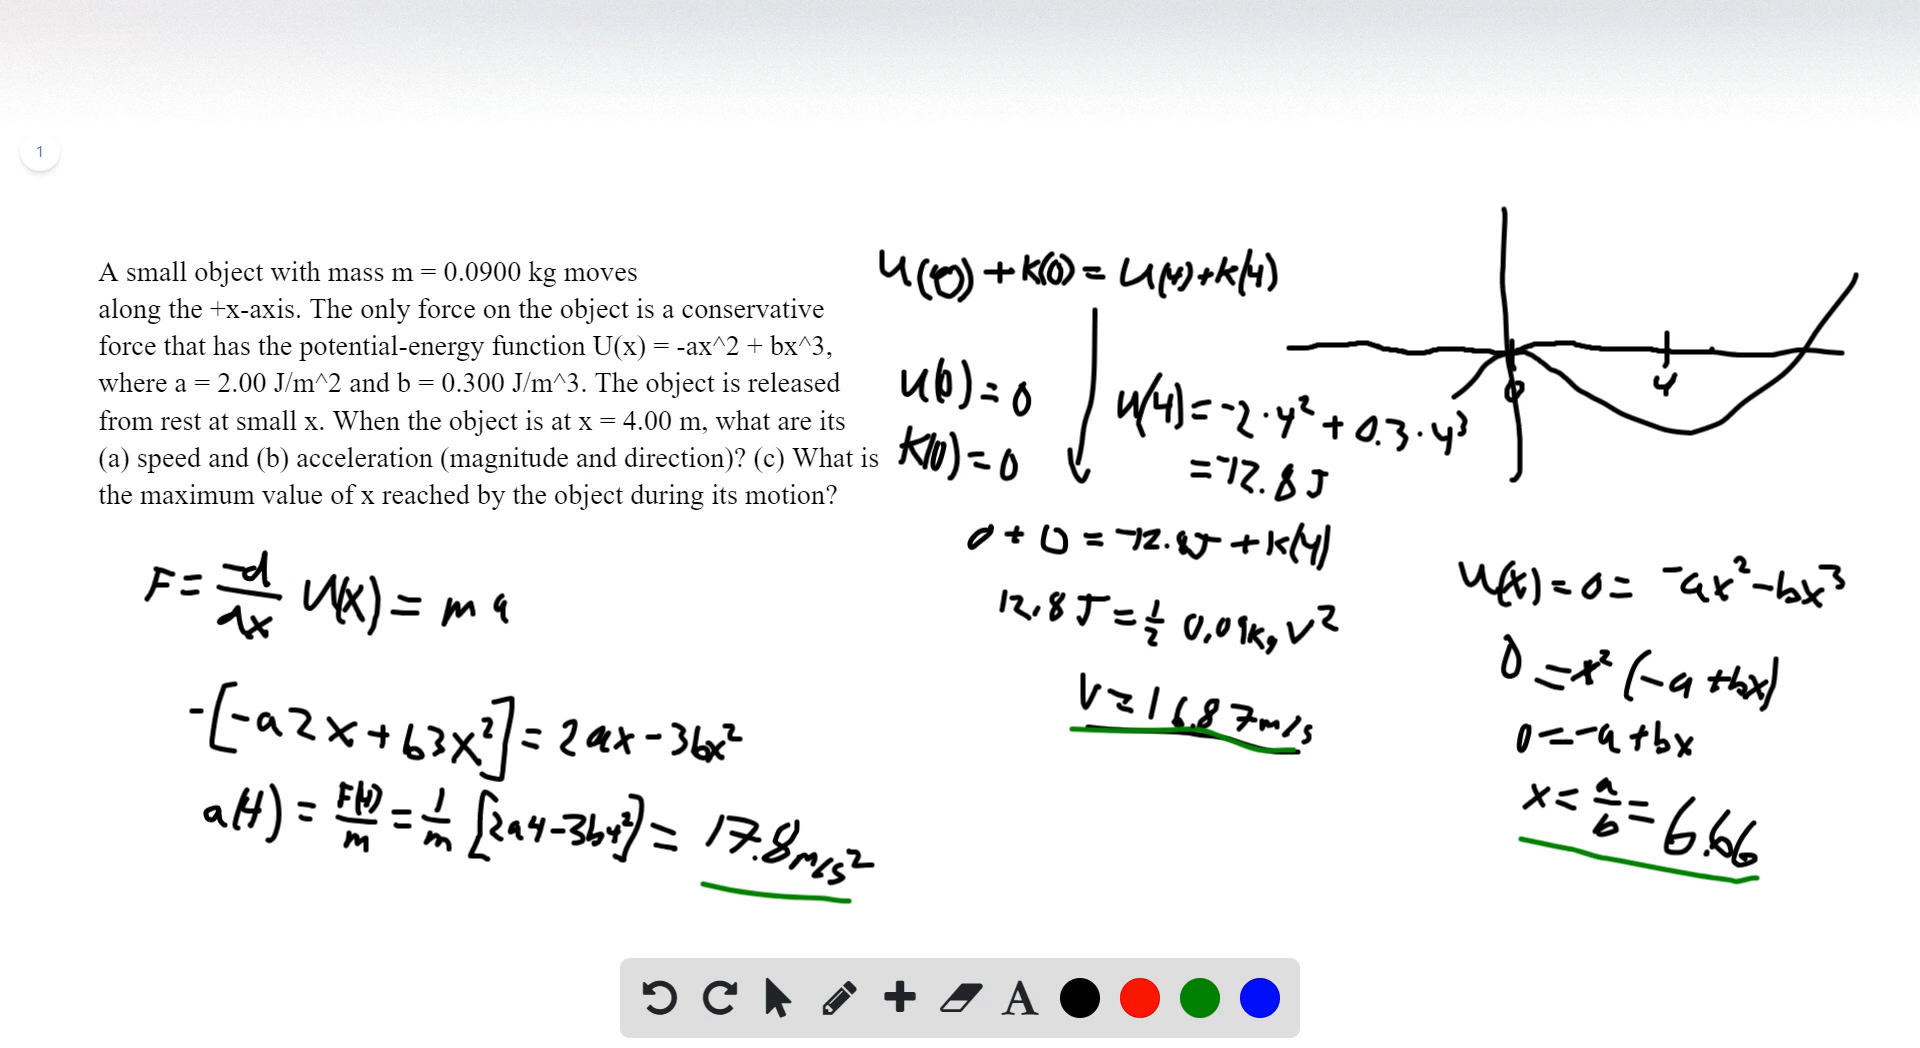 1
A small object with mass m = 0.0900 kg moves
along the +x-axis. The only force on the object is a conservative
force that has the potential-energy function U(x) = -ax^2 + bx^3,
where a = 2.00 J/m^2 and b = 0.300 J/m^3. The object is released
from rest at small x. When the object is at x = 4.00 m, what are its
(a) speed and (b) acceleration (magnitude and direction)? (c) What is
the maximum value of x reached by the object during its motion?
F = -d/dx U(x) = ma
-[-a2x+b3x²] = 2ax-3bx²
a(4) = F(4)/m = 1/m [2a4-3b4²] = 17.8m/s²
U(0)+K(0) = U(4)+K(4)
U(0)=0
K(0)=0
U(4)=-2·4²+0.3·4³
=-12.8J
0+0=-12.8J+K(4)
12.8J=1/2 0.09kg v²
V=16.87m/s
0
4
U(x)=0=-ax²-bx³
0=x²(-a+bx)
0=-a+bx
x=a/b=6.66
A